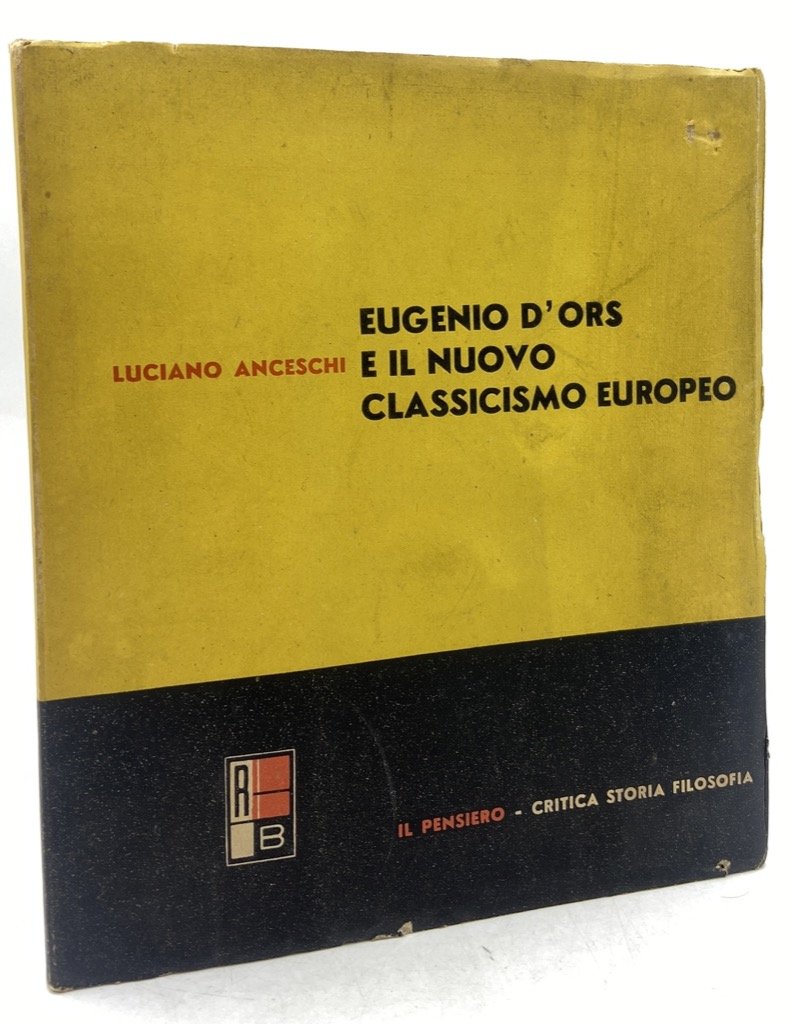 LUCIANO ANCESCHI
EUGENIO D'ORS
E IL NUOVO
CLASSICISMO EUROPEO
R
B
IL PENSIERO - CRITICA STORIA FILOSOFIA